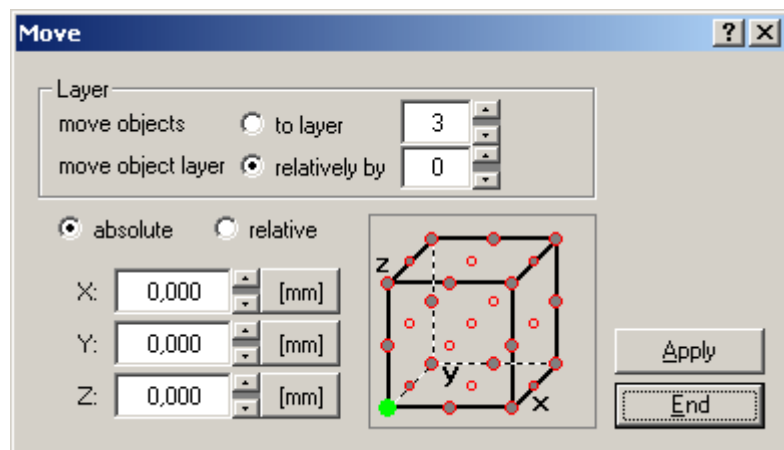 Move
Layer
move objects to layer 3
move object layer relatively by 0
absolute relative
X: 0,000 [mm]
Y: 0,000 [mm]
Z: 0,000 [mm]
z
y
x
Apply
End